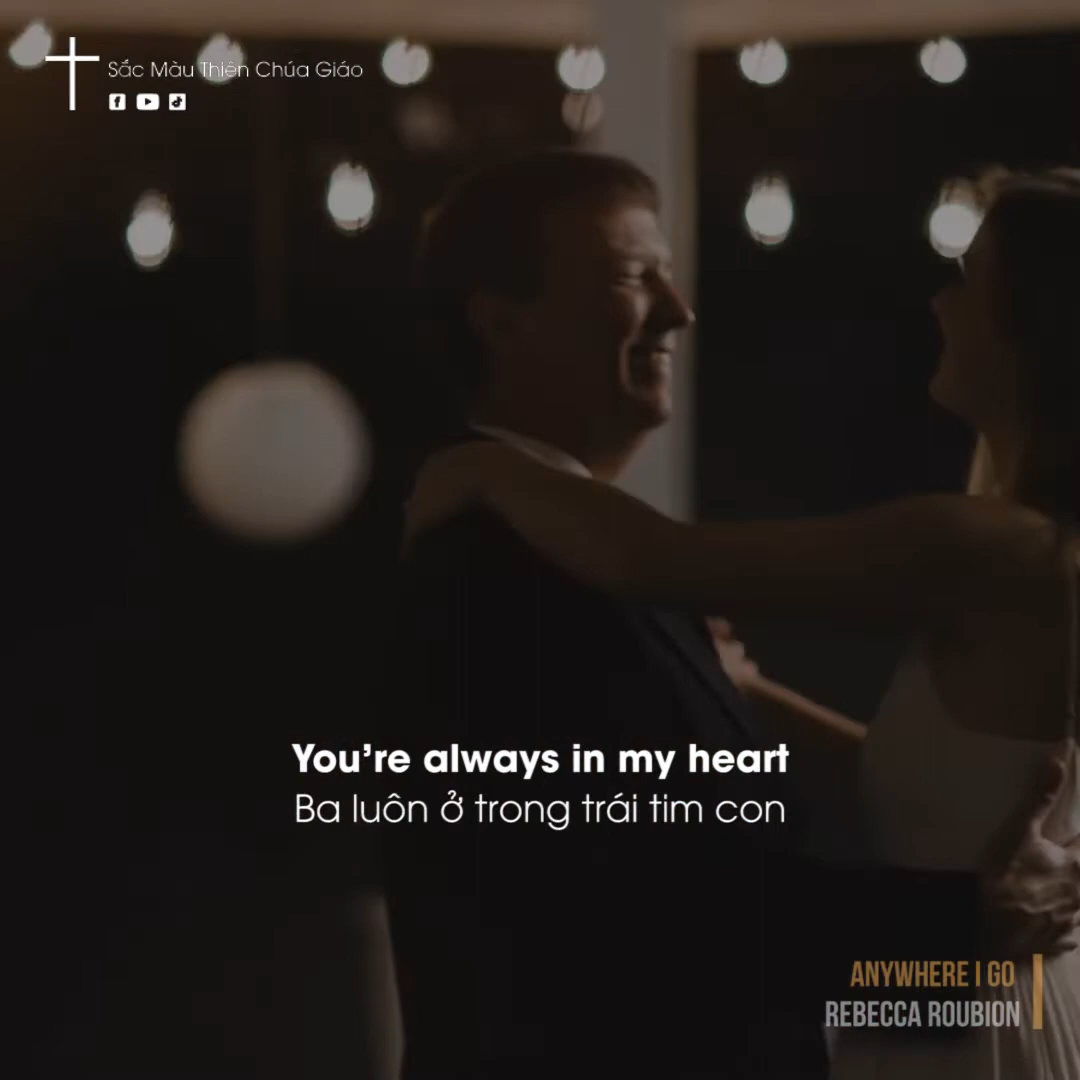 Sắc Màu Thiên Chúa Giáo
You're always in my heart
Ba luôn ở trong trái tim con
ANYWHERE I GO
REBECCA ROUBION